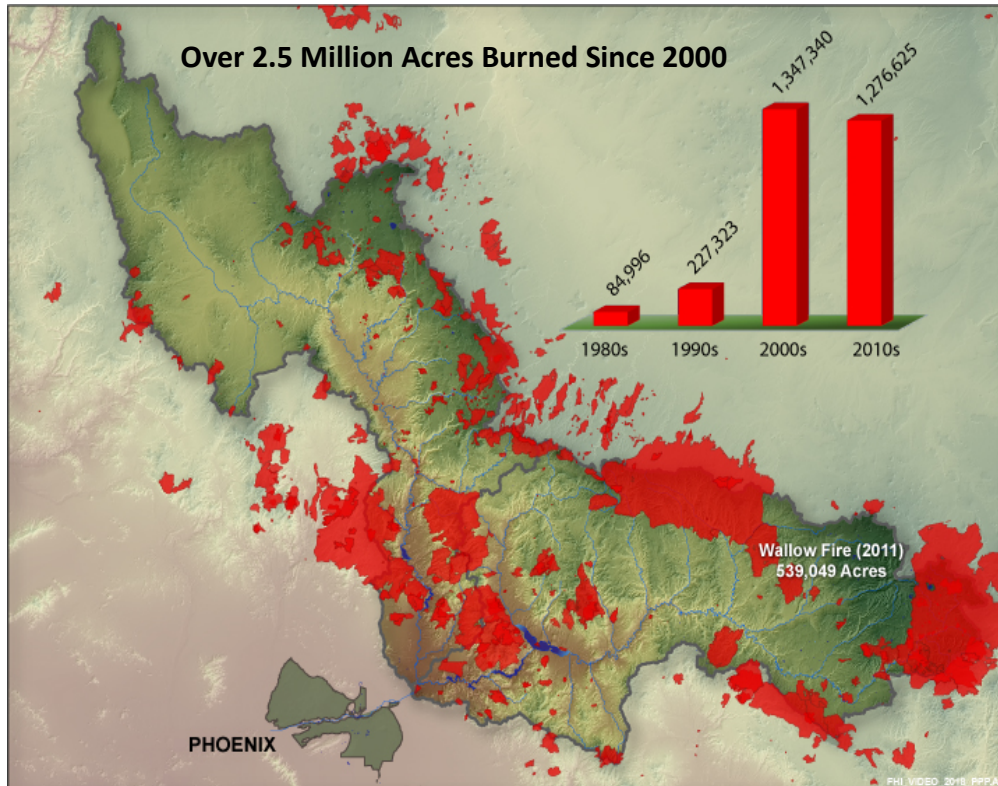 Over 2.5 Million Acres Burned Since 2000
84,996
227,323
1,347,340
1,276,625
1980s
1990s
2000s
2010s
Wallow Fire (2011)
539,049 Acres
PHOENIX